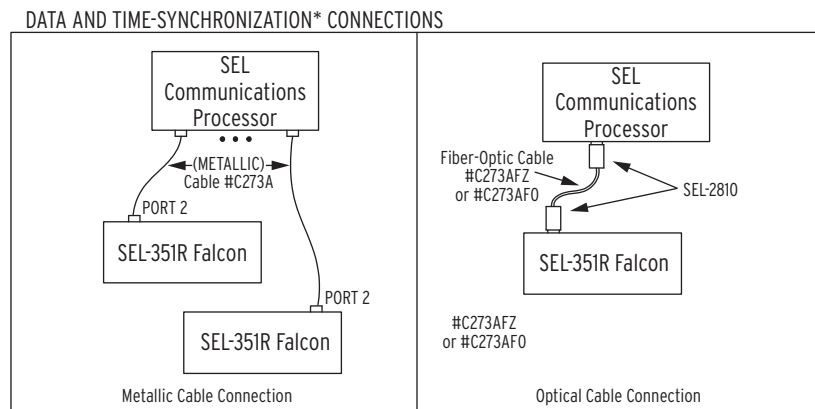 DATA AND TIME-SYNCHRONIZATION* CONNECTIONS
SEL
Communications
Processor
(METALLIC)
Cable #C273A
PORT 2
SEL-351R Falcon
PORT 2
SEL-351R Falcon
Metallic Cable Connection
SEL
Communications
Processor
Fiber-Optic Cable
#C273AFZ
or #C273AFO
SEL-2810
SEL-351R Falcon
#C273AFZ
or #C273AFO
Optical Cable Connection